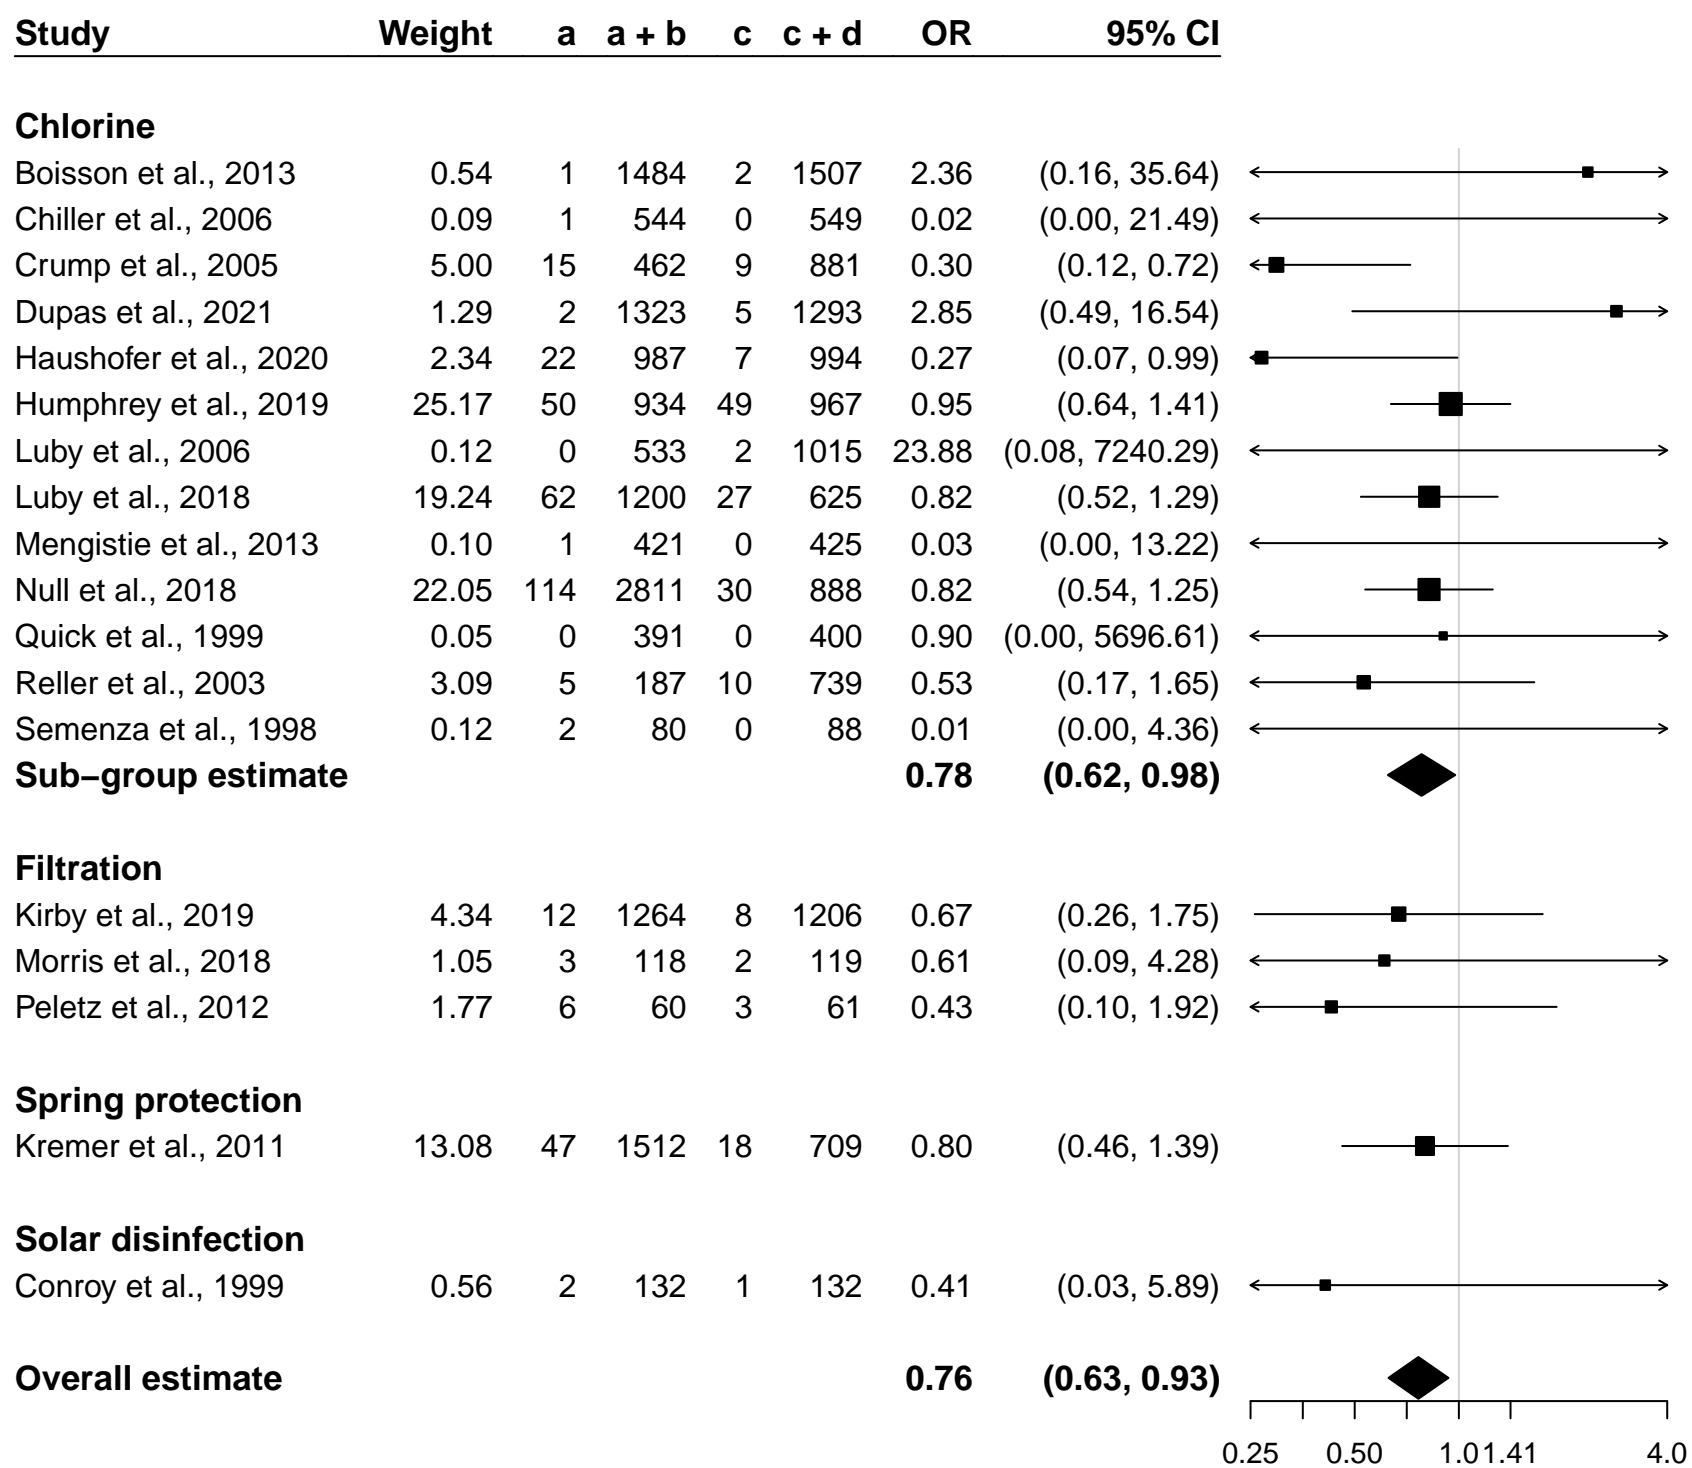 Study Weight a a + b c c + d OR 95% CI
Chlorine
Boisson et al., 2013 0.54 1 1484 2 1507 2.36 (0.16, 35.64)
Chiller et al., 2006 0.09 1 544 0 549 0.02 (0.00, 21.49)
Crump et al., 2005 5.00 15 462 9 881 0.30 (0.12, 0.72)
Dupas et al., 2021 1.29 2 1323 5 1293 2.85 (0.49, 16.54)
Haushofer et al., 2020 2.34 22 987 7 994 0.27 (0.07, 0.99)
Humphrey et al., 2019 25.17 50 934 49 967 0.95 (0.64, 1.41)
Luby et al., 2006 0.12 0 533 2 1015 23.88 (0.08, 7240.29)
Luby et al., 2018 19.24 62 1200 27 625 0.82 (0.52, 1.29)
Mengistie et al., 2013 0.10 1 421 0 425 0.03 (0.00, 13.22)
Null et al., 2018 22.05 114 2811 30 888 0.82 (0.54, 1.25)
Quick et al., 1999 0.05 0 391 0 400 0.90 (0.00, 5696.61)
Reller et al., 2003 3.09 5 187 10 739 0.53 (0.17, 1.65)
Semenza et al., 1998 0.12 2 80 0 88 0.01 (0.00, 4.36)
Sub−group estimate 0.78 (0.62, 0.98)
Filtration
Kirby et al., 2019 4.34 12 1264 8 1206 0.67 (0.26, 1.75)
Morris et al., 2018 1.05 3 118 2 119 0.61 (0.09, 4.28)
Peletz et al., 2012 1.77 6 60 3 61 0.43 (0.10, 1.92)
Spring protection
Kremer et al., 2011 13.08 47 1512 18 709 0.80 (0.46, 1.39)
Solar disinfection
Conroy et al., 1999 0.56 2 132 1 132 0.41 (0.03, 5.89)
Overall estimate 0.76 (0.63, 0.93)
0.25 0.50 1.0 1.41 4.0